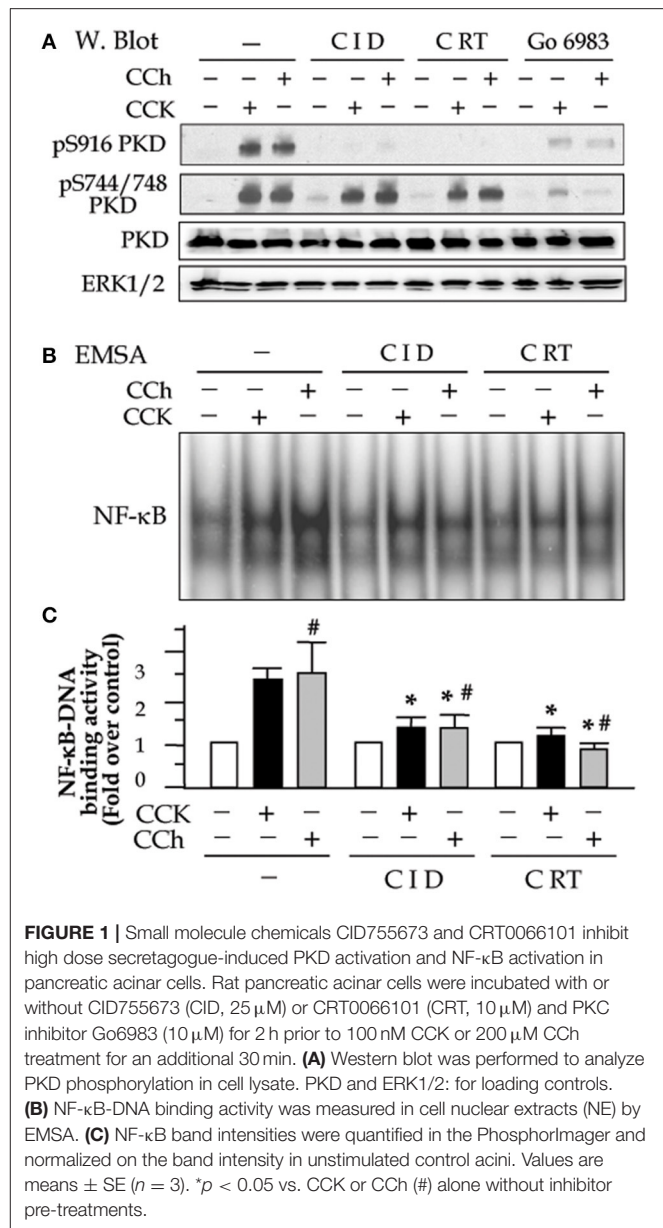 A W. Blot – C I D C RT Go 6983
CCh – – + – – + – – + – – +
CCK – + – – + – – + – – + –
pS916 PKD
pS744/748
PKD
PKD
ERK1/2
B EMSA – C I D C RT
CCh – – + – – + – – +
CCK – + – – + – – + –
NF-κB
C
NF-κB-DNA
binding activity
(Fold over control)
3
2
1
0
#
*
* #
*
* #
CCK – + – – + – – + –
CCh – – + – – + – – +
– C I D C RT
FIGURE 1 | Small molecule chemicals CID755673 and CRT0066101 inhibit
high dose secretagogue-induced PKD activation and NF-κB activation in
pancreatic acinar cells. Rat pancreatic acinar cells were incubated with or
without CID755673 (CID, 25 μM) or CRT0066101 (CRT, 10 μM) and PKC
inhibitor Go6983 (10 μM) for 2 h prior to 100 nM CCK or 200 μM CCh
treatment for an additional 30 min. (A) Western blot was performed to analyze
PKD phosphorylation in cell lysate. PKD and ERK1/2: for loading controls.
(B) NF-κB-DNA binding activity was measured in cell nuclear extracts (NE) by
EMSA. (C) NF-κB band intensities were quantified in the PhosphorImager and
normalized on the band intensity in unstimulated control acini. Values are
means ± SE (n = 3). *p < 0.05 vs. CCK or CCh (#) alone without inhibitor
pre-treatments.